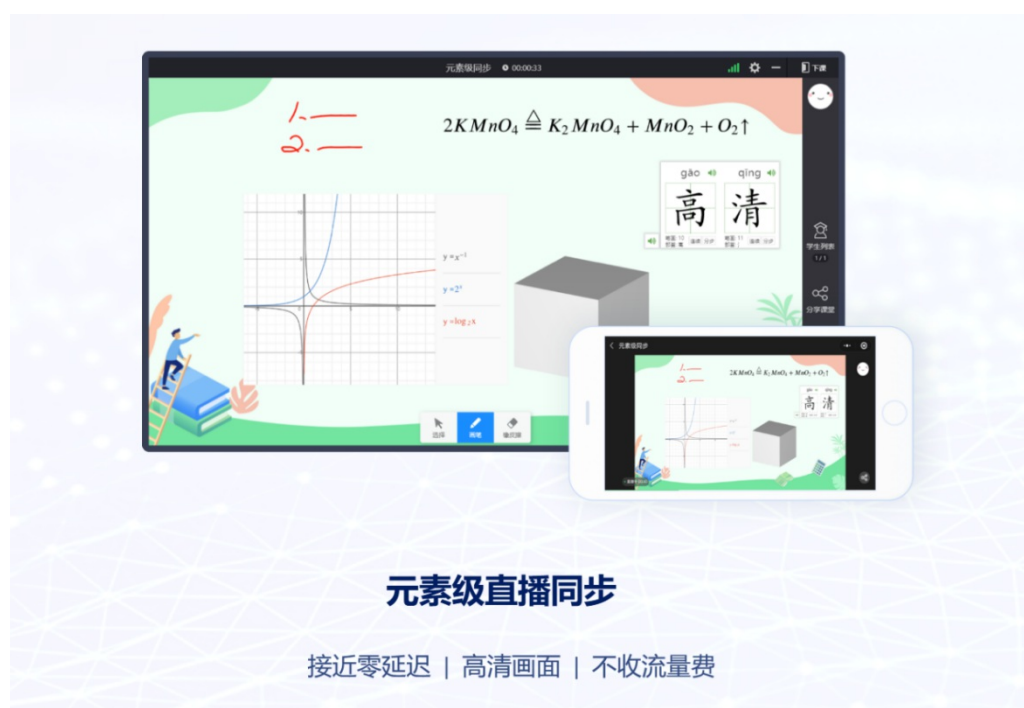 元素级同步 00:00:33
下课
1.
2.
2KMnO₄ ≜ K₂MnO₄ + MnO₂ + O₂↑
gāo qīng
高 清
y = x⁻¹
y = 2ˣ
y = log₂x
学生列表
1/1
分享课堂
选择 画笔 橡皮擦
元素级同步
1.
2.
2KMnO₄ ≜ K₂MnO₄ + MnO₂ + O₂↑
高 清
元素级直播同步
接近零延迟 | 高清画面 | 不收流量费